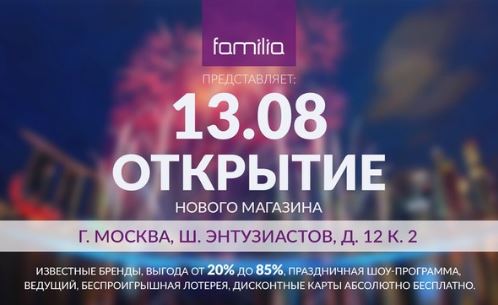 familia
ПРЕДСТАВЛЯЕТ:
13.08
ОТКРЫТИЕ
НОВОГО МАГАЗИНА
Г. МОСКВА, Ш. ЭНТУЗИАСТОВ, Д. 12 К. 2
ИЗВЕСТНЫЕ БРЕНДЫ, ВЫГОДА ОТ 20% ДО 85%, ПРАЗДНИЧНАЯ ШОУ-ПРОГРАММА,
ВЕДУЩИЙ, БЕСПРОИГРЫШНАЯ ЛОТЕРЕЯ, ДИСКОНТНЫЕ КАРТЫ АБСОЛЮТНО БЕСПЛАТНО.